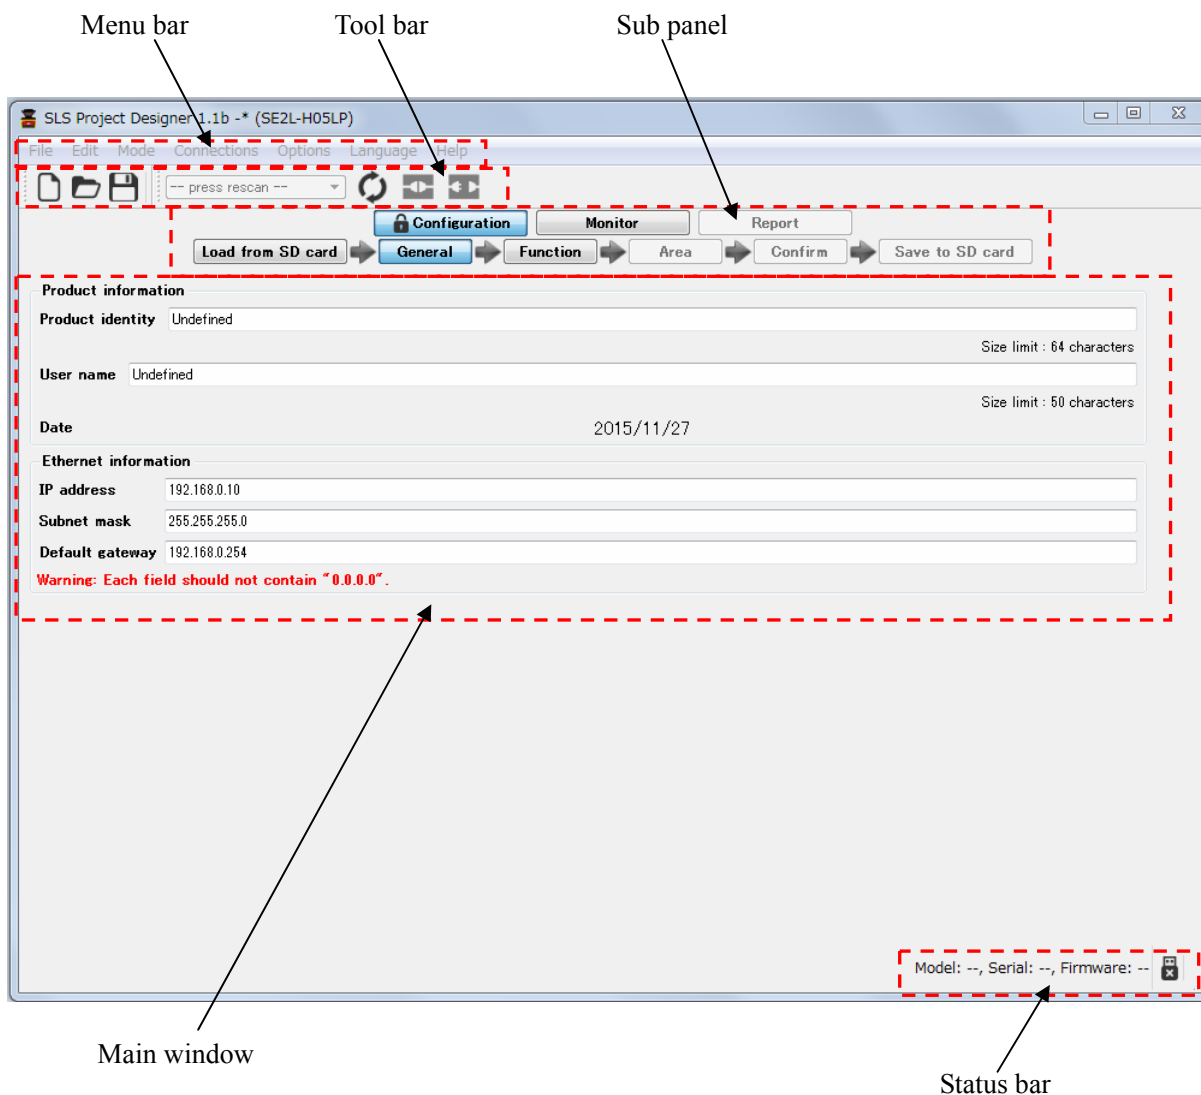 Menu bar Tool bar Sub panel
SLS Project Designer 1.1b -* (SE2L-H05LP)
File Edit Mode Connections Options Language Help
-- press rescan --
Configuration Monitor Report
Load from SD card General Function Area Confirm Save to SD card
Product information
Product identity Undefined
Size limit : 64 characters
User name Undefined
Size limit : 50 characters
Date 2015/11/27
Ethernet information
IP address 192.168.0.10
Subnet mask 255.255.255.0
Default gateway 192.168.0.254
Warning: Each field should not contain "0.0.0.0".
Model: --, Serial: --, Firmware: --
Main window
Status bar